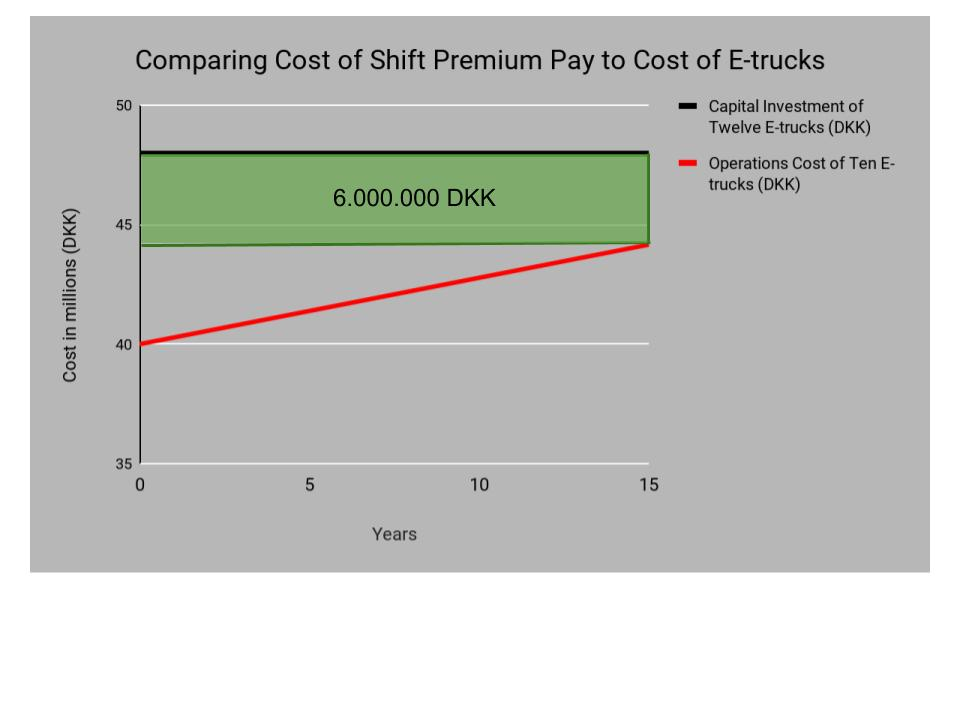 Comparing Cost of Shift Premium Pay to Cost of E-trucks
50
45
40
35
Cost in millions (DKK)
6.000.000 DKK
0
5
10
15
Years
Capital Investment of
Twelve E-trucks (DKK)
Operations Cost of Ten E-
trucks (DKK)